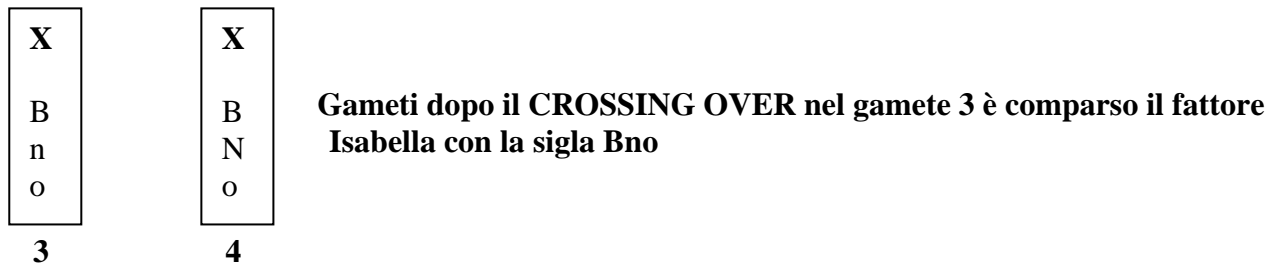 X X
B B
Gameti dopo il CROSSING OVER nel gamete 3 è comparso il fattore
n N
Isabella con la sigla Bno
o o
3 4